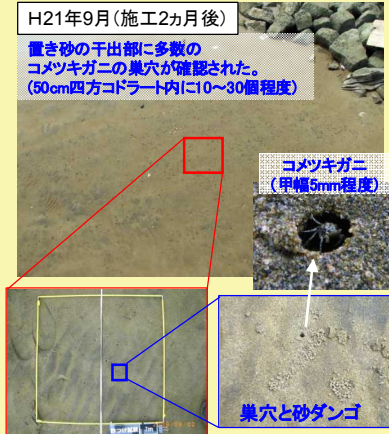 H21年9月(施工2ヵ月後)
置き砂の干出部に多数の
コメツキガニの巣穴が確認された。
(50cm四方コドラート内に10~30個程度)
コメツキガニ
(甲幅5mm程度)
巣穴と砂ダンゴ